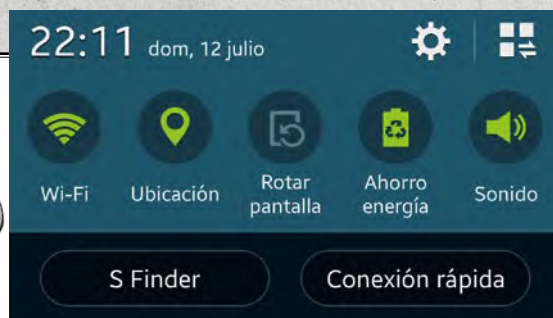 22:11 dom, 12 julio
Wi-Fi
Ubicación
Rotar
pantalla
Ahorro
energía
Sonido
S Finder
Conexión rápida